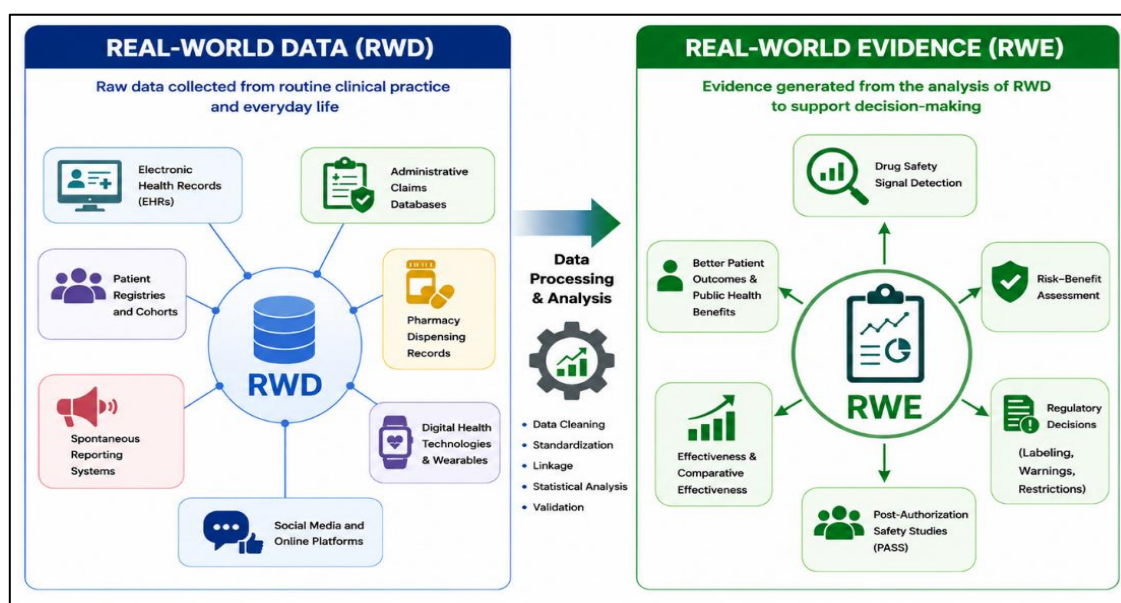 REAL-WORLD DATA (RWD)
Raw data collected from routine clinical practice
and everyday life
Electronic
Health Records
(EHRs)
Administrative
Claims
Databases
Patient
Registries
and Cohorts
Pharmacy
Dispensing
Records
RWD
Spontaneous
Reporting
Systems
Digital Health
Technologies
& Wearables
Social Media and
Online Platforms
Data
Processing
& Analysis
• Data Cleaning
• Standardization
• Linkage
• Statistical Analysis
• Validation
REAL-WORLD EVIDENCE (RWE)
Evidence generated from the analysis of RWD
to support decision-making
Drug Safety
Signal Detection
Better Patient
Outcomes &
Public Health
Benefits
Risk–Benefit
Assessment
RWE
Effectiveness &
Comparative
Effectiveness
Regulatory
Decisions
(Labeling,
Warnings,
Restrictions)
Post-Authorization
Safety Studies
(PASS)